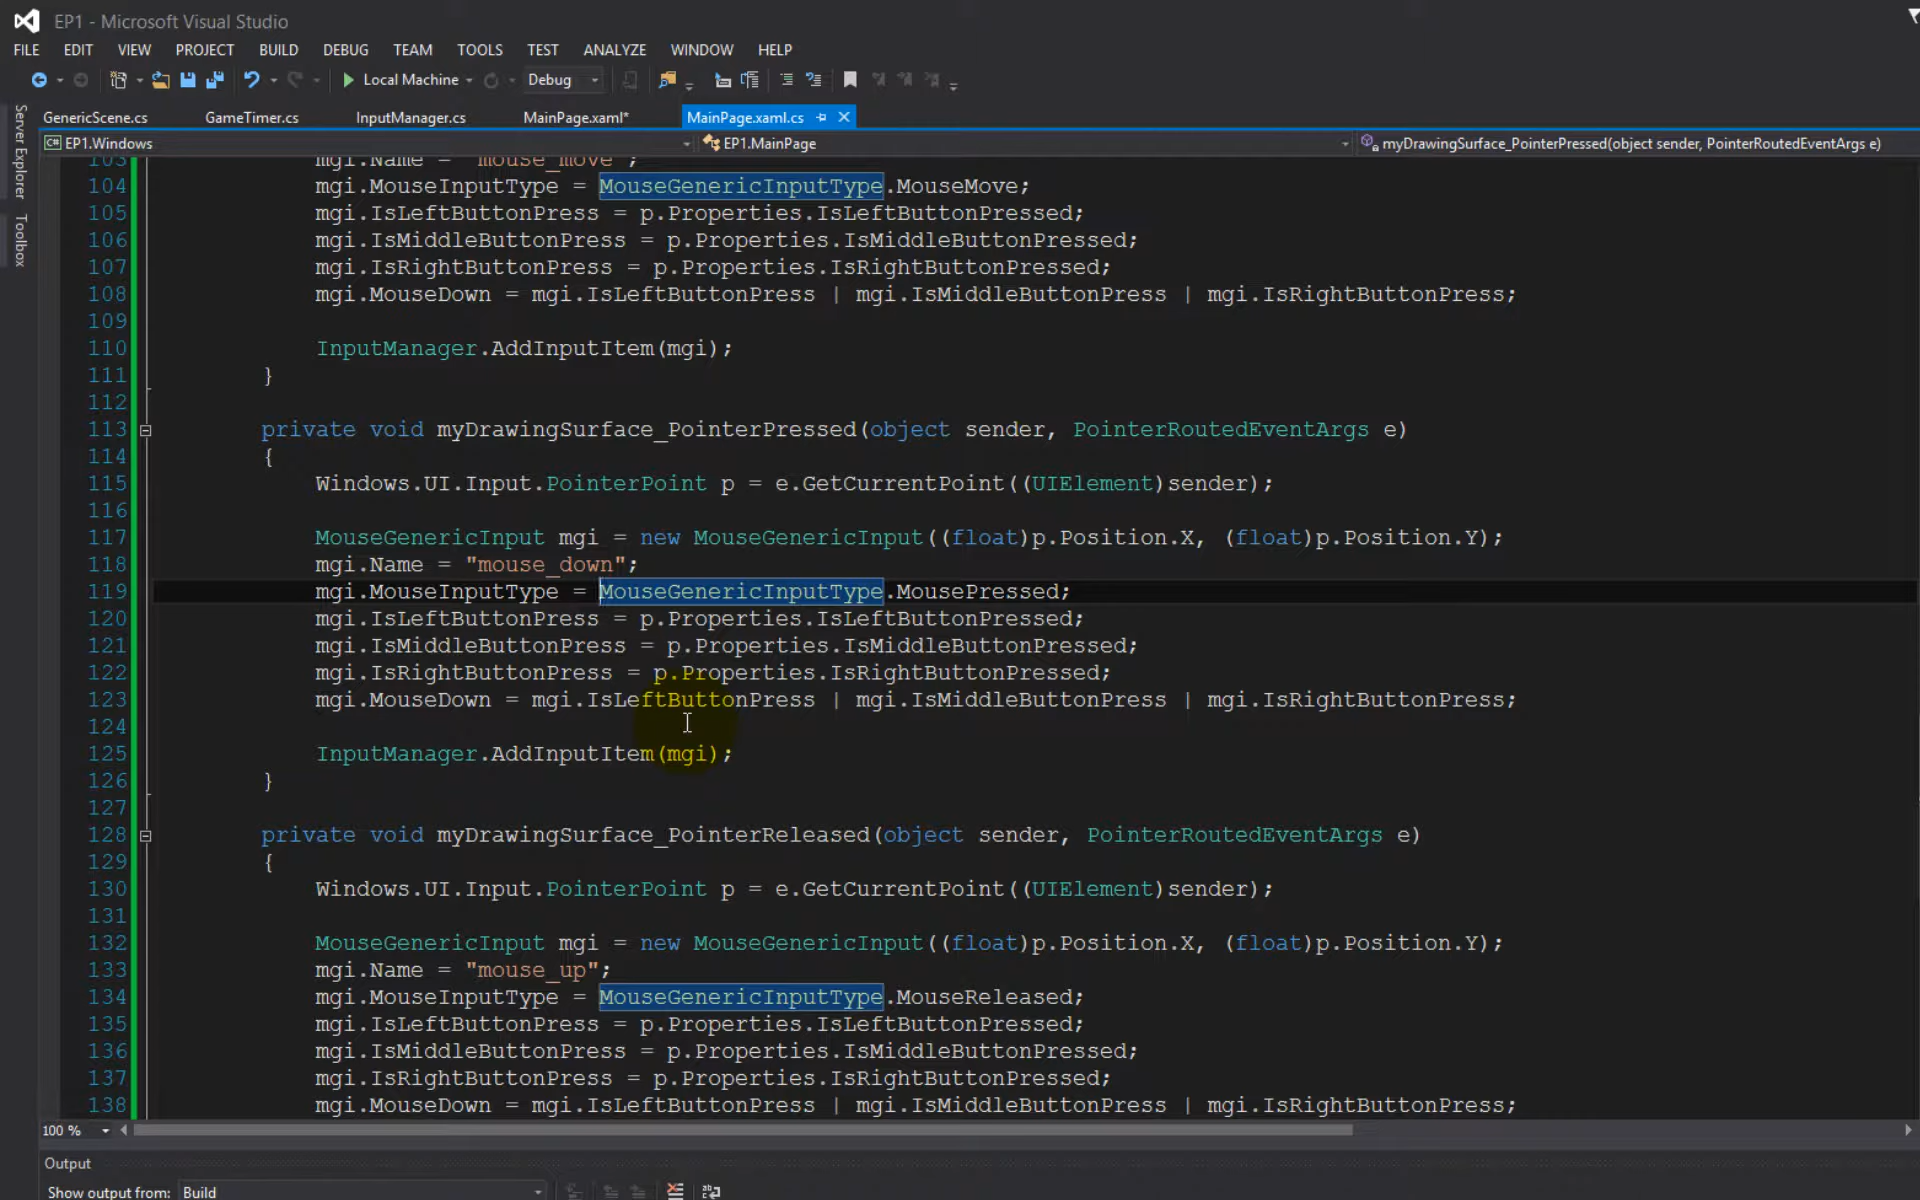 EP1 - Microsoft Visual Studio
FILE EDIT VIEW PROJECT BUILD DEBUG TEAM TOOLS TEST ANALYZE WINDOW HELP
Local Machine Debug
Server Explorer
Toolbox
GenericScene.cs GameTimer.cs InputManager.cs MainPage.xaml* MainPage.xaml.cs
C# EP1.Windows EP1.MainPage myDrawingSurface_PointerPressed(object sender, PointerRoutedEventArgs e)
103 mgi.Name = "mouse_move";
104 mgi.MouseInputType = MouseGenericInputType.MouseMove;
105 mgi.IsLeftButtonPress = p.Properties.IsLeftButtonPressed;
106 mgi.IsMiddleButtonPress = p.Properties.IsMiddleButtonPressed;
107 mgi.IsRightButtonPress = p.Properties.IsRightButtonPressed;
108 mgi.MouseDown = mgi.IsLeftButtonPress | mgi.IsMiddleButtonPress | mgi.IsRightButtonPress;
109
110 InputManager.AddInputItem(mgi);
111 }
112
113 private void myDrawingSurface_PointerPressed(object sender, PointerRoutedEventArgs e)
114 {
115 Windows.UI.Input.PointerPoint p = e.GetCurrentPoint((UIElement)sender);
116
117 MouseGenericInput mgi = new MouseGenericInput((float)p.Position.X, (float)p.Position.Y);
118 mgi.Name = "mouse_down";
119 mgi.MouseInputType = MouseGenericInputType.MousePressed;
120 mgi.IsLeftButtonPress = p.Properties.IsLeftButtonPressed;
121 mgi.IsMiddleButtonPress = p.Properties.IsMiddleButtonPressed;
122 mgi.IsRightButtonPress = p.Properties.IsRightButtonPressed;
123 mgi.MouseDown = mgi.IsLeftButtonPress | mgi.IsMiddleButtonPress | mgi.IsRightButtonPress;
124
125 InputManager.AddInputItem(mgi);
126 }
127
128 private void myDrawingSurface_PointerReleased(object sender, PointerRoutedEventArgs e)
129 {
130 Windows.UI.Input.PointerPoint p = e.GetCurrentPoint((UIElement)sender);
131
132 MouseGenericInput mgi = new MouseGenericInput((float)p.Position.X, (float)p.Position.Y);
133 mgi.Name = "mouse_up";
134 mgi.MouseInputType = MouseGenericInputType.MouseReleased;
135 mgi.IsLeftButtonPress = p.Properties.IsLeftButtonPressed;
136 mgi.IsMiddleButtonPress = p.Properties.IsMiddleButtonPressed;
137 mgi.IsRightButtonPress = p.Properties.IsRightButtonPressed;
138 mgi.MouseDown = mgi.IsLeftButtonPress | mgi.IsMiddleButtonPress | mgi.IsRightButtonPress;
100 %
Output
Show output from: Build